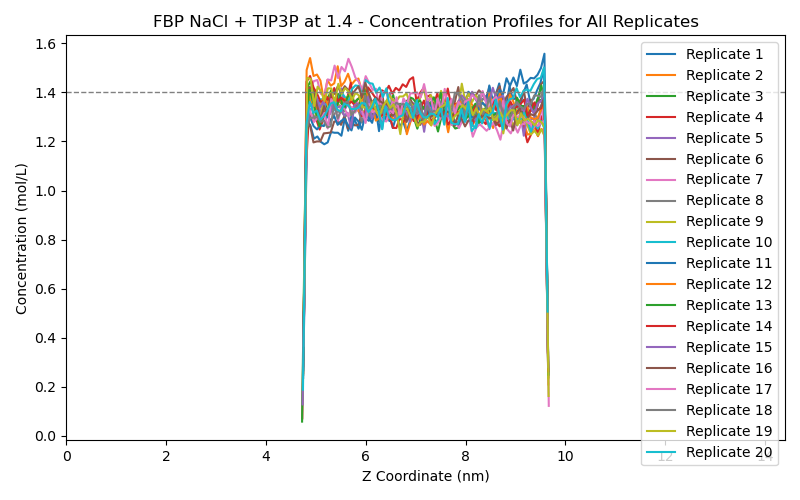 FBP NaCl + TIP3P at 1.4 - Concentration Profiles for All Replicates
Concentration (mol/L)
1.6
1.4
1.2
1.0
0.8
0.6
0.4
0.2
0.0
0 2 4 6 8 10 12 14
Z Coordinate (nm)
Replicate 1
Replicate 2
Replicate 3
Replicate 4
Replicate 5
Replicate 6
Replicate 7
Replicate 8
Replicate 9
Replicate 10
Replicate 11
Replicate 12
Replicate 13
Replicate 14
Replicate 15
Replicate 16
Replicate 17
Replicate 18
Replicate 19
Replicate 20